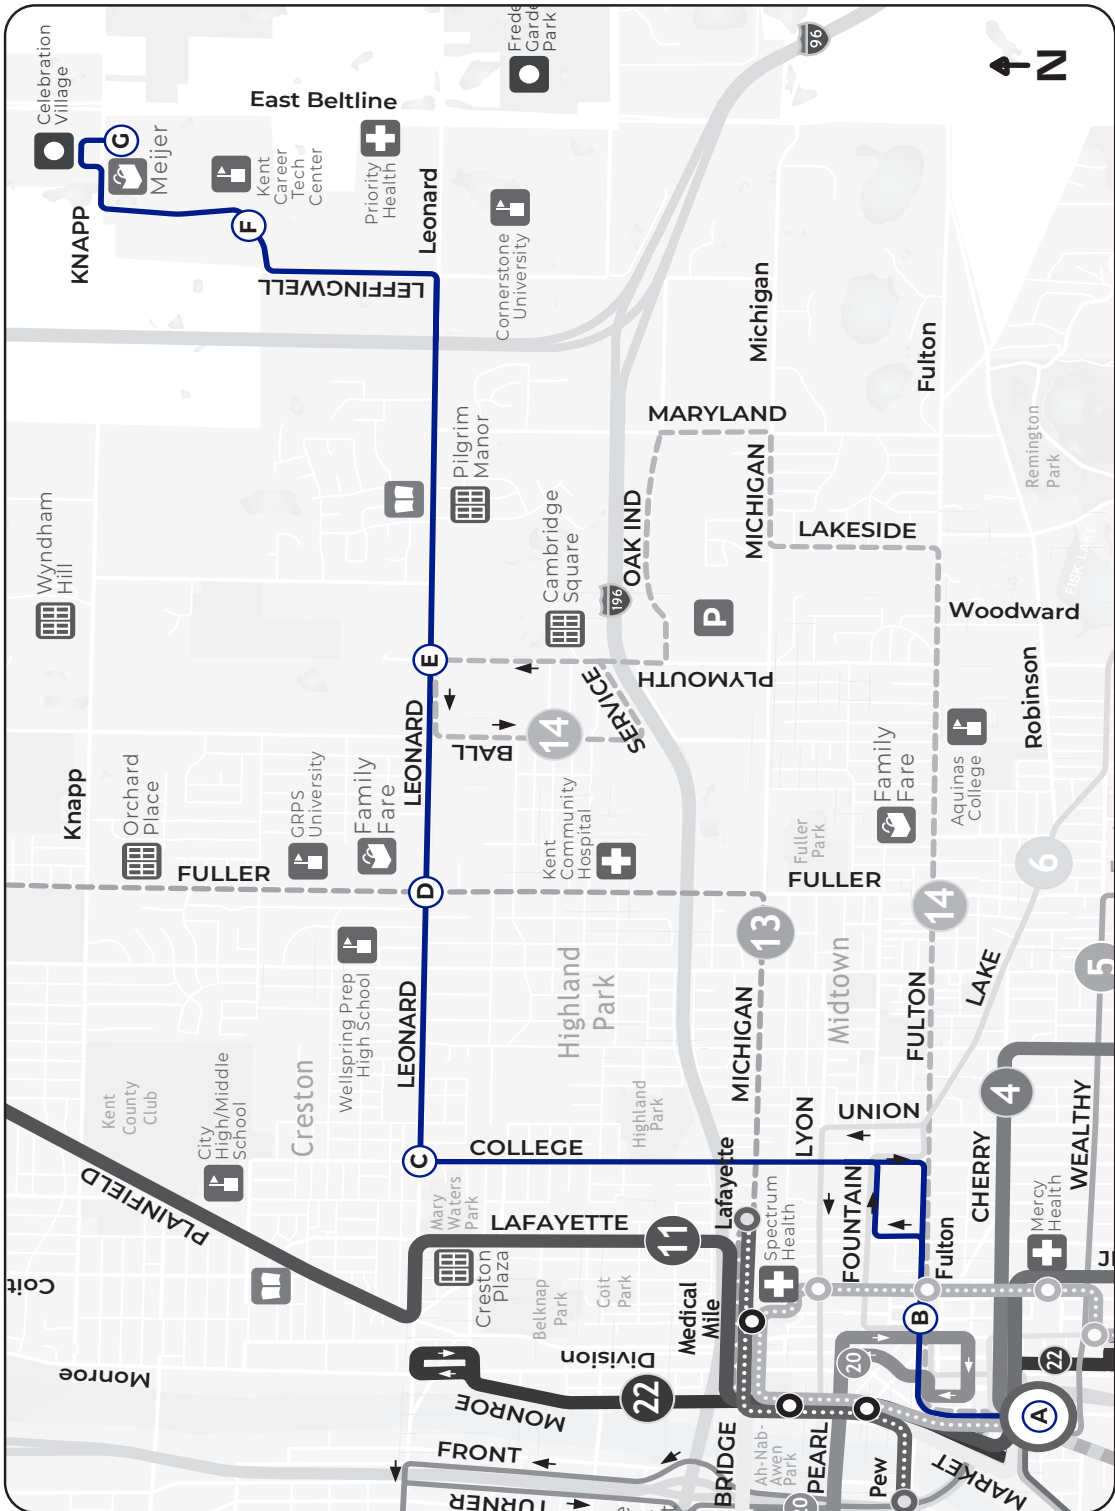 Celebration
Village
Frede
Garde
Park
96
N
East Beltline
G
Meijer
Kent
Career
Tech
Center
Priority
Health
Leonard
KNAPP
F
LEFFINGWELL
Cornerstone
University
Michigan
Fulton
MARYLAND
Pilgrim
Manor
Remington
Park
Wyndham
Hill
Cambridge
Square
OAK IND
MICHIGAN
LAKESIDE
196
P
FISK LAKE
Woodward
E
SERVICE
PLYMOUTH
Robinson
LEONARD
BALL
14
Knapp
Orchard
Place
GRPS
University
Family
Fare
Kent
Community
Hospital
Fuller
Park
Family
Fare
Aquinas
College
6
FULLER
D
FULLER
13
14
5
Wellspring Prep
High School
LEONARD
Highland
Park
MICHIGAN
Midtown
FULTON
LAKE
Kent
County
Club
City
High/Middle
School
Creston
Highland
Park
LYON
UNION
4
CHERRY
WEALTHY
C
COLLEGE
PLAINFIELD
Mary
Waters
Park
LAFAYETTE
11
Lafayette
Spectrum
Health
FOUNTAIN
Fulton
Mercy
Health
Coit
Creston
Plaza
Belknap
Park
Coit
Park
Medical
Mile
B
Monroe
Division
20
22
MONROE
22
A
FRONT
BRIDGE
Ah-Nab-
Awen
Park
PEARL
Pew
MARKET
TURNER